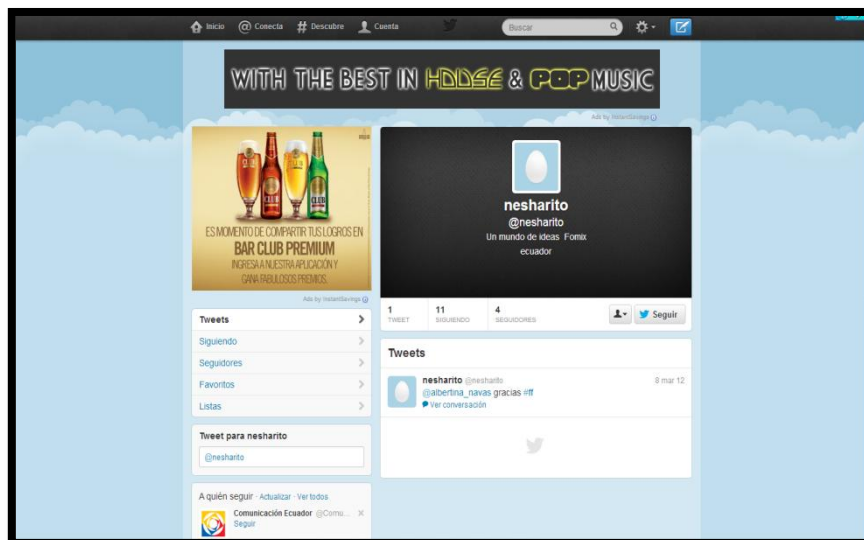 Inicio
Conecta
Descubre
Cuenta
Buscar
WITH THE BEST IN HOUSE & POP MUSIC
Ads by InstantSavings
CLUB CLUB
ES MOMENTO DE COMPARTIR TUS LOGROS EN
BAR CLUB PREMIUM
INGRESA A NUESTRA APLICACIÓN Y
GANA FABULOSOS PREMIOS.
Ads by InstantSavings
Tweets
Siguiendo
Seguidores
Favoritos
Listas
Tweet para nesharito
@nesharito
A quién seguir · Actualizar · Ver todos
Comunicación Ecuador @Comu...
Seguir
nesharito
@nesharito
Un mundo de ideas Fomix
ecuador
1 11 4
TWEET SIGUIENDO SEGUIDORES
Seguir
Tweets
nesharito @nesharito 8 mar 12
@albertina_navas gracias #ff
Ver conversación